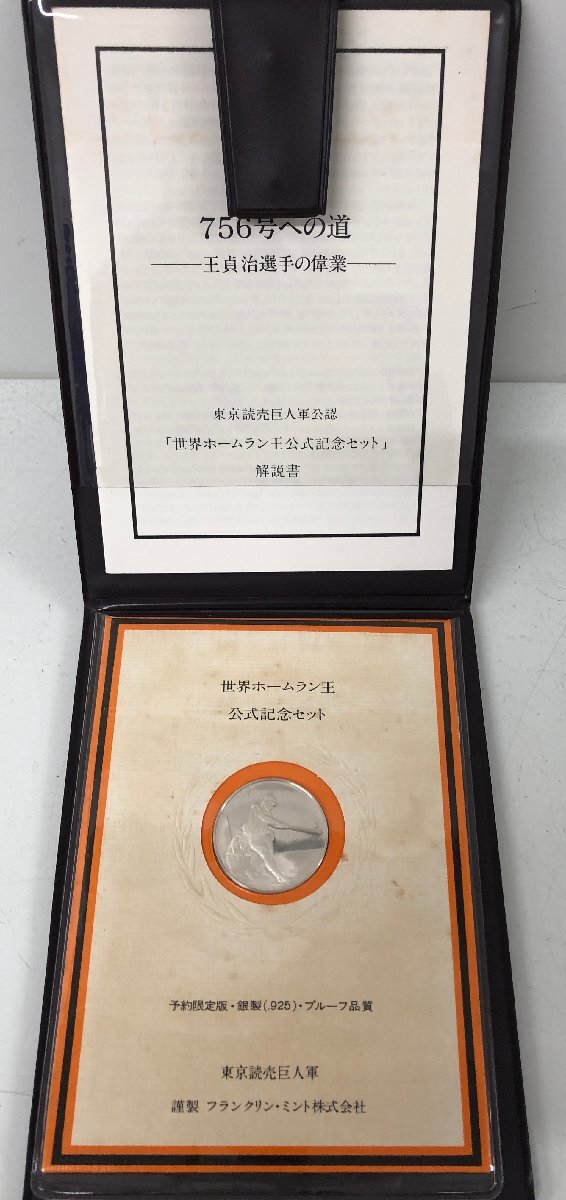 756号への道
――王貞治選手の偉業――
東京読売巨人軍公認
「世界ホームラン王公式記念セット」
解説書
世界ホームラン王
公式記念セット
予約限定版・銀製(.925)・プルーフ品質
東京読売巨人軍
謹製 フランクリン・ミント株式会社